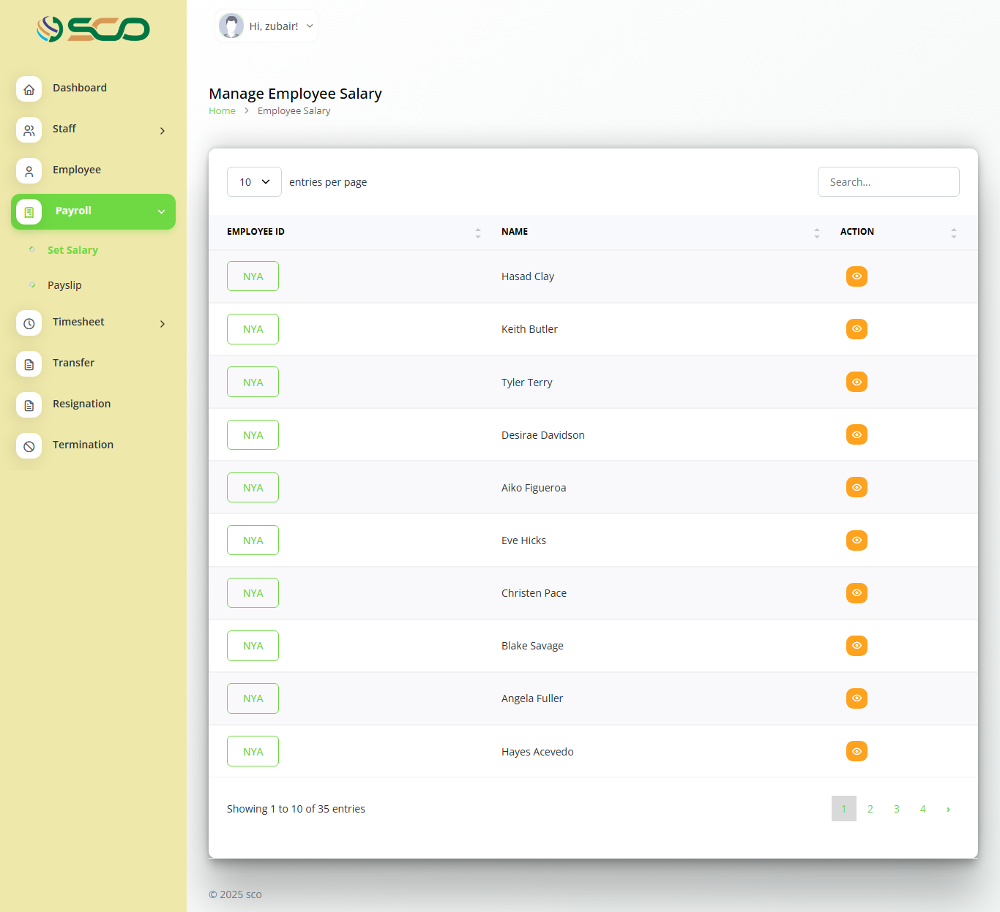 SCO
Hi, zubair!
Dashboard
Staff
Employee
Payroll
Set Salary
Payslip
Timesheet
Transfer
Resignation
Termination
Manage Employee Salary
Home > Employee Salary
10 entries per page
Search...
EMPLOYEE ID NAME ACTION
NYA Hasad Clay
NYA Keith Butler
NYA Tyler Terry
NYA Desirae Davidson
NYA Aiko Figueroa
NYA Eve Hicks
NYA Christen Pace
NYA Blake Savage
NYA Angela Fuller
NYA Hayes Acevedo
Showing 1 to 10 of 35 entries
1 2 3 4 ›
© 2025 sco